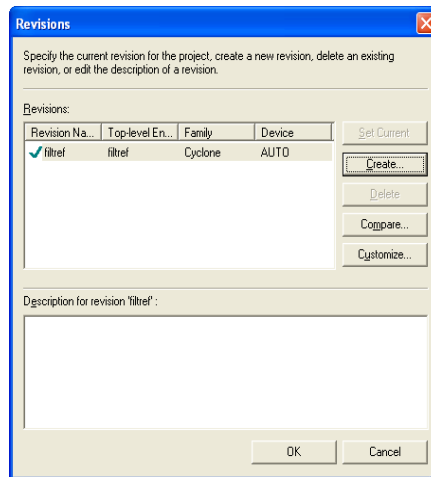 Revisions
Specify the current revision for the project, create a new revision, delete an existing
revision, or edit the description of a revision.
Revisions:
Revision Na... Top-level En... Family Device
filtref filtref Cyclone AUTO
Set Current
Create...
Delete
Compare...
Customize...
Description for revision 'filtref' :
OK Cancel